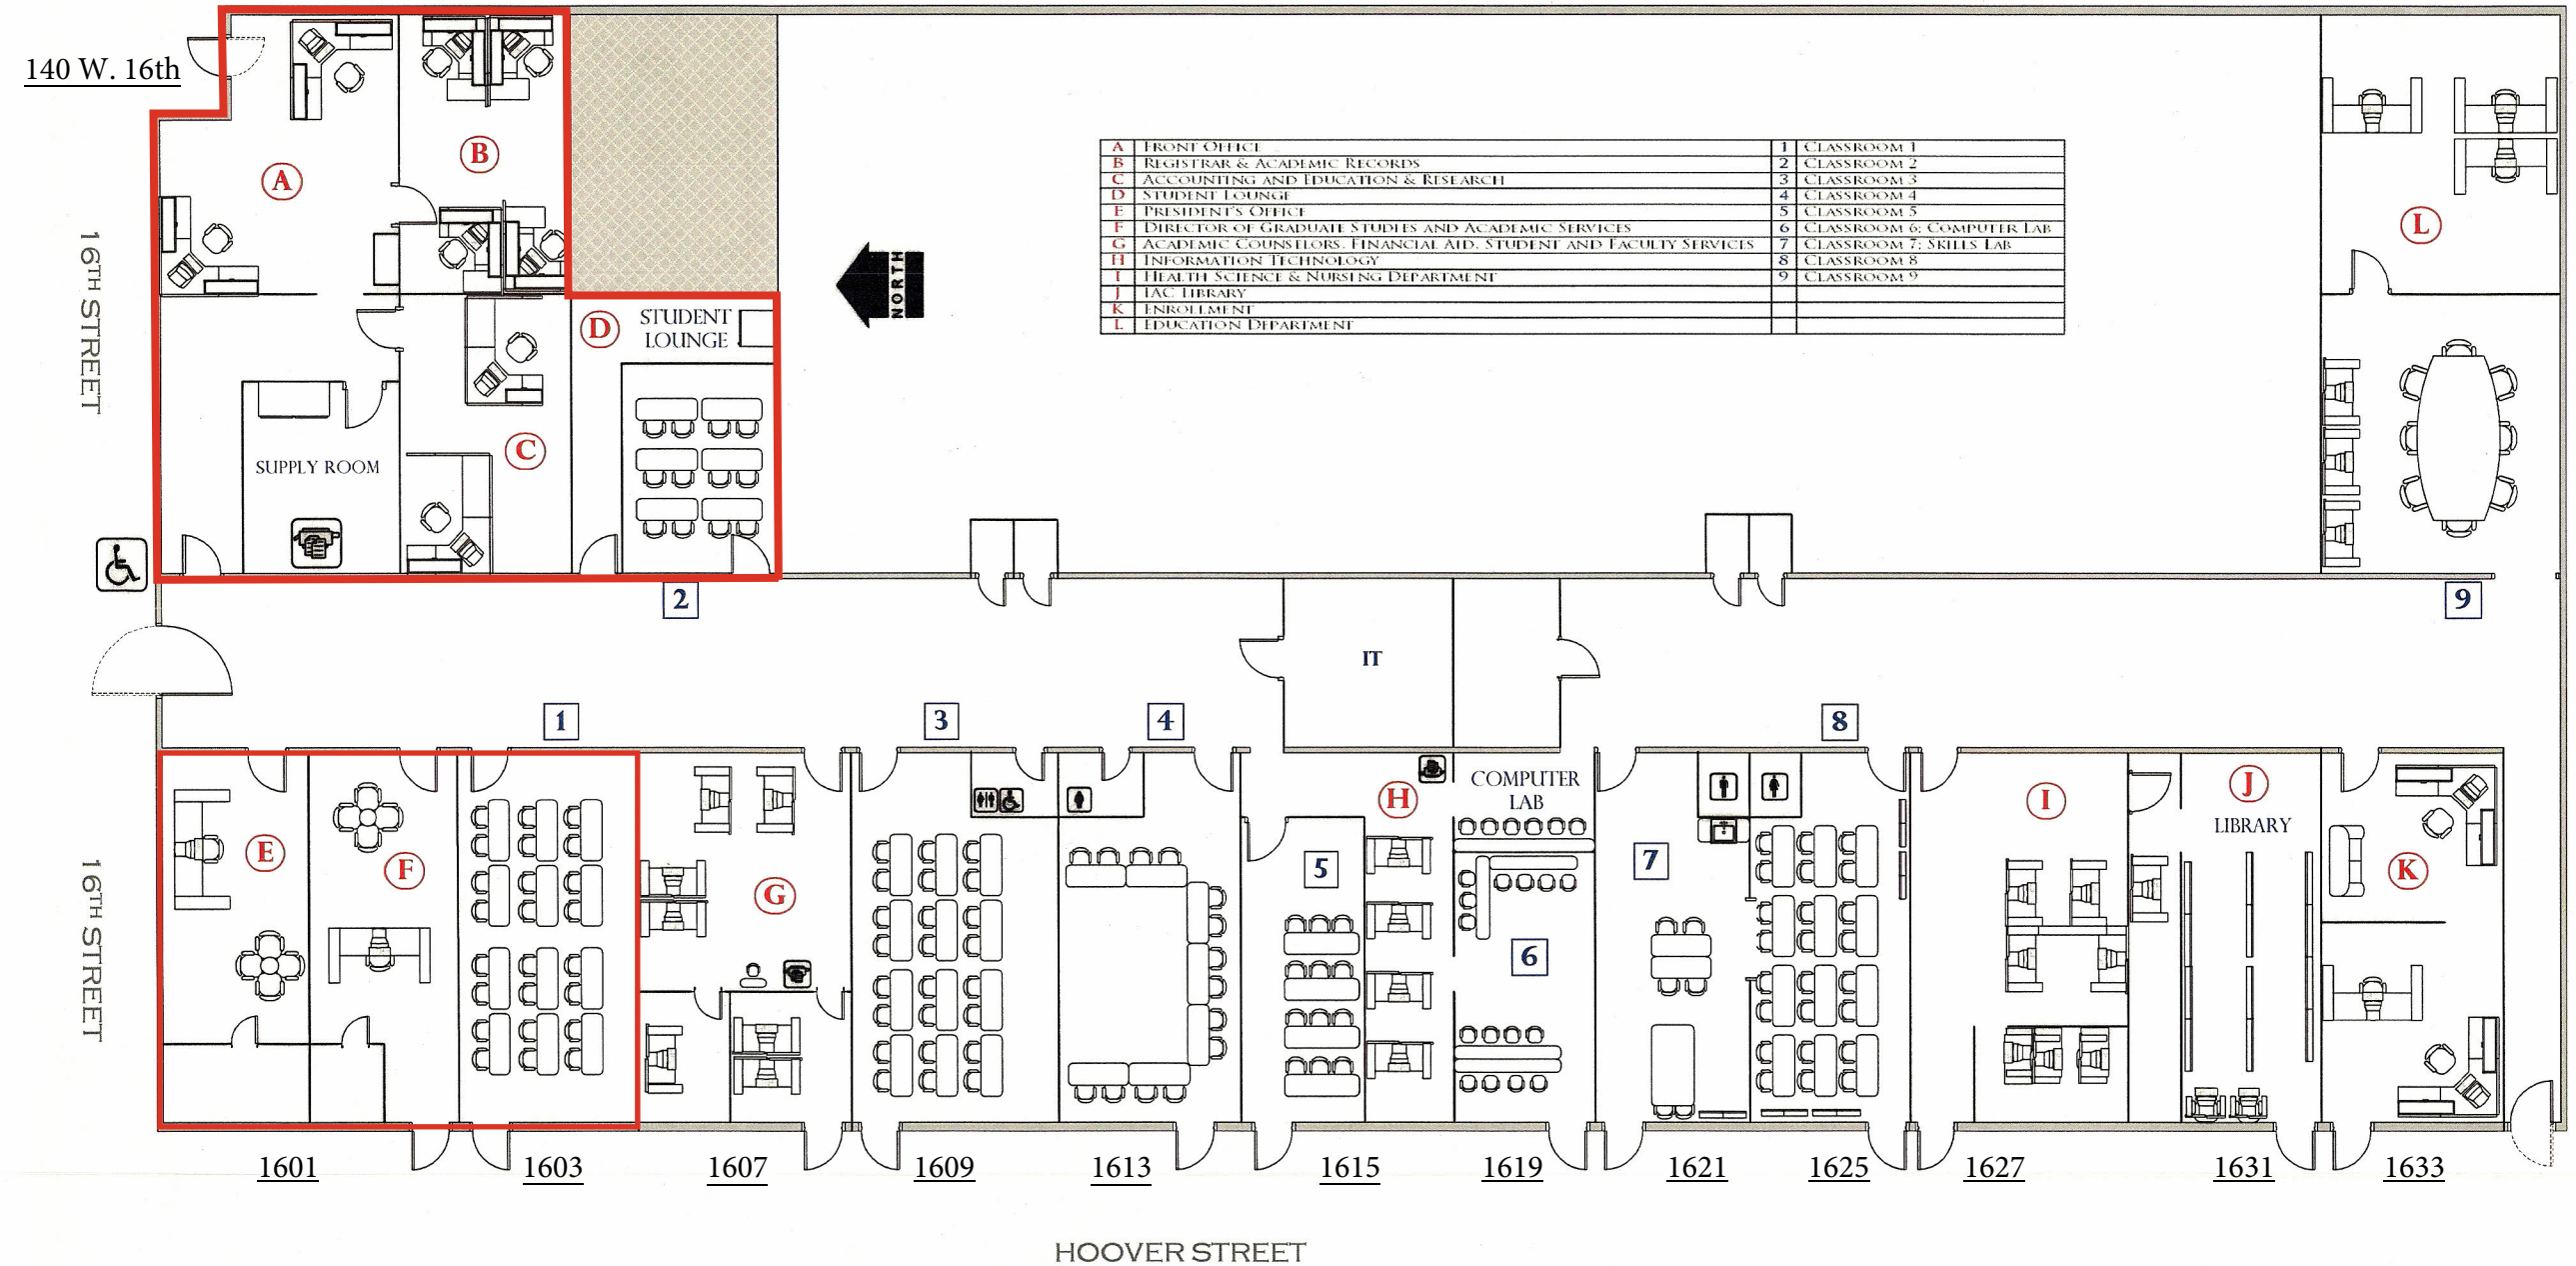 140 W. 16th
A
B
A FRONT OFFICE 1 CLASSROOM 1
B REGISTRAR & ACADEMIC RECORDS 2 CLASSROOM 2
C ACCOUNTING AND EDUCATION & RESEARCH 3 CLASSROOM 3
D STUDENT LOUNGE 4 CLASSROOM 4
E PRESIDENT'S OFFICE 5 CLASSROOM 5
F DIRECTOR OF GRADUATE STUDIES AND ACADEMIC SERVICES 6 CLASSROOM 6; COMPUTER LAB
G ACADEMIC COUNSELORS, FINANCIAL AID, STUDENT AND FACULTY SERVICES 7 CLASSROOM 7; SKILLS LAB
H INFORMATION TECHNOLOGY 8 CLASSROOM 8
I HEALTH SCIENCE & NURSING DEPARTMENT 9 CLASSROOM 9
J IAC LIBRARY
K ENROLLMENT
L EDUCATION DEPARTMENT
L
16TH STREET
NORTH
D STUDENT
LOUNGE
C
SUPPLY ROOM
2
9
IT
1
3
4
8
COMPUTER
LAB
H
I
J
LIBRARY
E
F
G
5
7
K
6
16TH STREET
1601
1603
1607
1609
1613
1615
1619
1621
1625
1627
1631
1633
HOOVER STREET